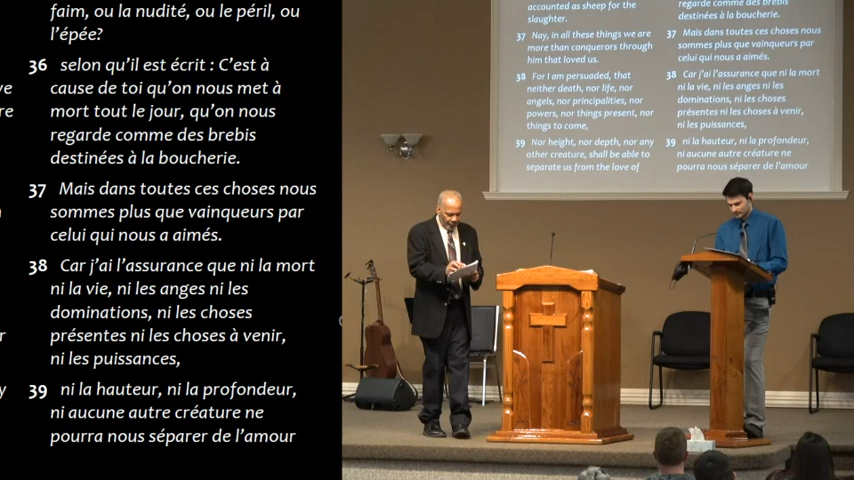 faim, ou la nudité, ou le péril, ou
l'épée?
36 selon qu'il est écrit : C'est à
cause de toi qu'on nous met à
mort tout le jour, qu'on nous
regarde comme des brebis
destinées à la boucherie.
37 Mais dans toutes ces choses nous
sommes plus que vainqueurs par
celui qui nous a aimés.
38 Car j'ai l'assurance que ni la mort
ni la vie, ni les anges ni les
dominations, ni les choses
présentes ni les choses à venir,
ni les puissances,
39 ni la hauteur, ni la profondeur,
ni aucune autre créature ne
pourra nous séparer de l'amour
accounted as sheep for the
slaughter.
37 Nay, in all these things we are
more than conquerors through
him that loved us.
38 For I am persuaded, that
neither death, nor life, nor
angels, nor principalities, nor
powers, nor things present, nor
things to come,
39 Nor height, nor depth, nor any
other creature, shall be able to
separate us from the love of
regarde comme des brebis
destinées à la boucherie.
37 Mais dans toutes ces choses nous
sommes plus que vainqueurs par
celui qui nous a aimés.
38 Car j'ai l'assurance que ni la mort
ni la vie, ni les anges ni les
dominations, ni les choses
présentes ni les choses à venir,
ni les puissances,
39 ni la hauteur, ni la profondeur,
ni aucune autre créature ne
pourra nous séparer de l'amour